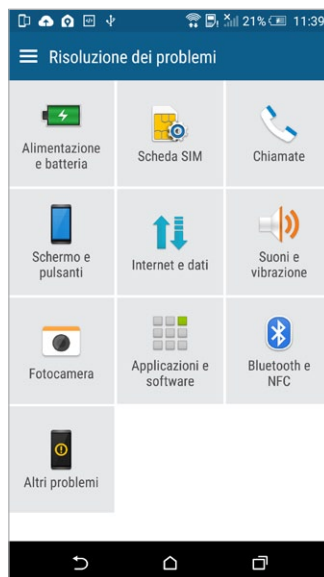 21% 11:39
Risoluzione dei problemi
Alimentazione
e batteria
Scheda SIM
Chiamate
Schermo e
pulsanti
Internet e dati
Suoni e
vibrazione
Fotocamera
Applicazioni e
software
Bluetooth e
NFC
Altri problemi